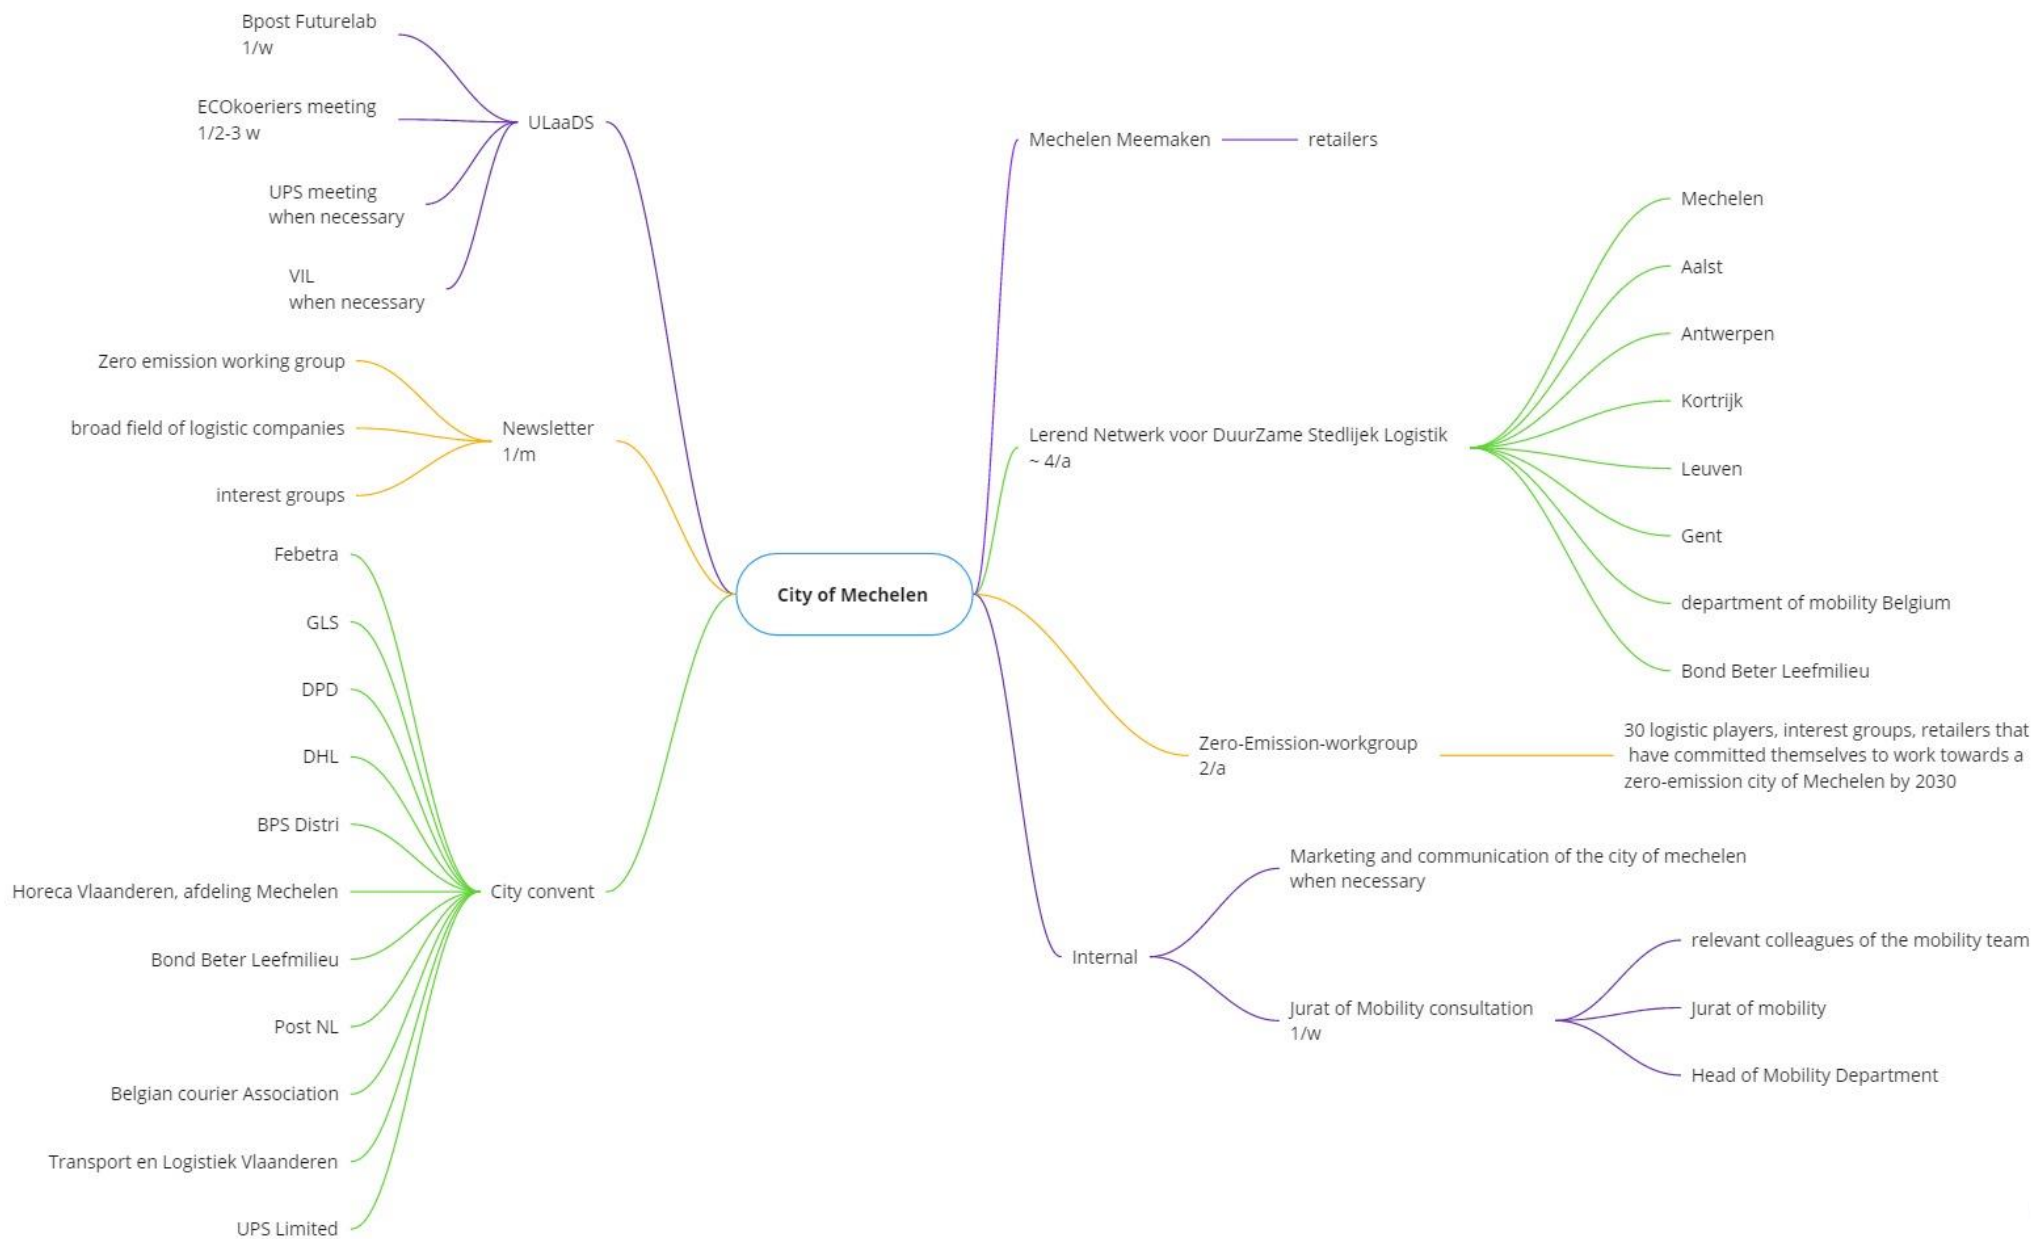 Bpost Futurelab
1/w
ECOkoeriers meeting
1/2-3 w
UPS meeting
when necessary
VIL
when necessary
ULaaDS
Zero emission working group
broad field of logistic companies
interest groups
Newsletter
1/m
Febetra
GLS
DPD
DHL
BPS Distri
Horeca Vlaanderen, afdeling Mechelen
Bond Beter Leefmilieu
Post NL
Belgian courier Association
Transport en Logistiek Vlaanderen
UPS Limited
City convent
City of Mechelen
Mechelen Meemaken
retailers
Lerend Netwerk voor DuurZame Stedlijek Logistik
~ 4/a
Mechelen
Aalst
Antwerpen
Kortrijk
Leuven
Gent
department of mobility Belgium
Bond Beter Leefmilieu
Zero-Emission-workgroup
2/a
30 logistic players, interest groups, retailers that
have committed themselves to work towards a
zero-emission city of Mechelen by 2030
Internal
Marketing and communication of the city of mechelen
when necessary
Jurat of Mobility consultation
1/w
relevant colleagues of the mobility team
Jurat of mobility
Head of Mobility Department